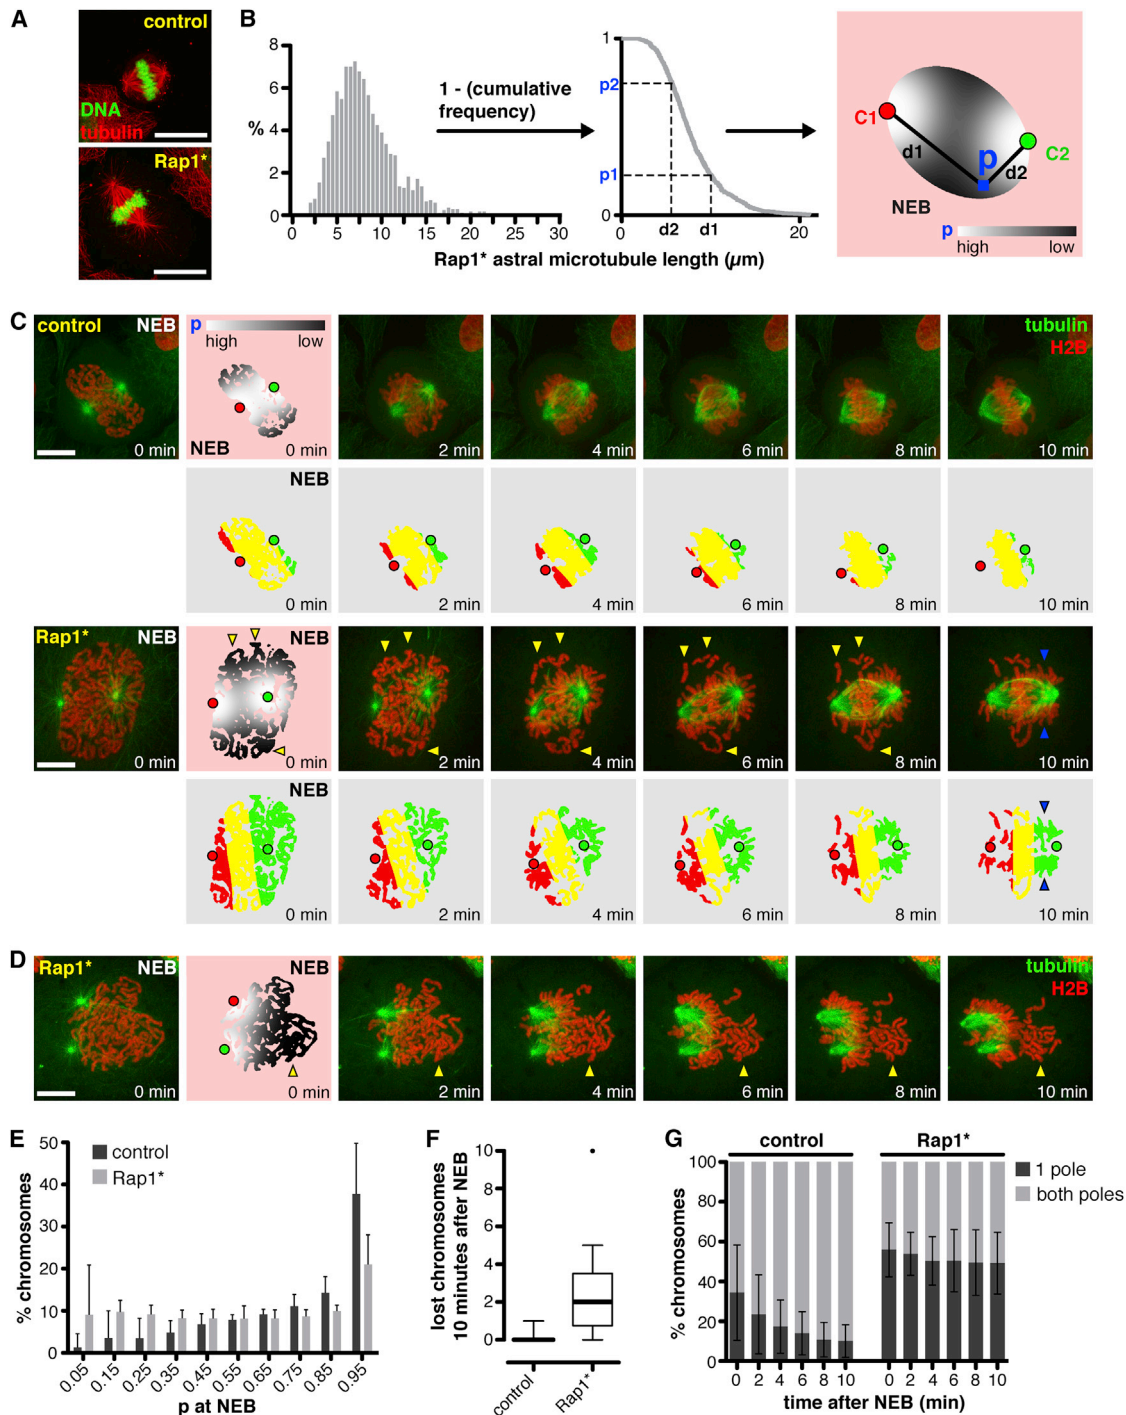 A
control
DNA
tubulin
Rap1*
B
8
6
%
4
2
0
0 5 10 15 20 25 30
1 - (cumulative
frequency)
1
p2
p1
0
0 d2 d1 20
Rap1* astral microtubule length (µm)
C1
d1
p
d2
C2
NEB
p
high low
C
control NEB
0 min
p
high low
NEB 0 min
2 min
4 min
6 min
8 min
tubulin
H2B
10 min
NEB
0 min
2 min
4 min
6 min
8 min
10 min
Rap1* NEB
0 min
NEB
0 min
2 min
4 min
6 min
8 min
10 min
NEB
0 min
2 min
4 min
6 min
8 min
10 min
D
Rap1* NEB
0 min
NEB
0 min
2 min
4 min
6 min
8 min
tubulin
H2B
10 min
E
50
40
30
20
10
0
% chromosomes
control
Rap1*
0.05 0.15 0.25 0.35 0.45 0.55 0.65 0.75 0.85 0.95
p at NEB
F
lost chromosomes
10 minutes after NEB
10
8
6
4
2
0
control Rap1*
G
control Rap1*
100
80
60
40
20
0
% chromosomes
1 pole
both poles
0 2 4 6 8 10 0 2 4 6 8 10
time after NEB (min)